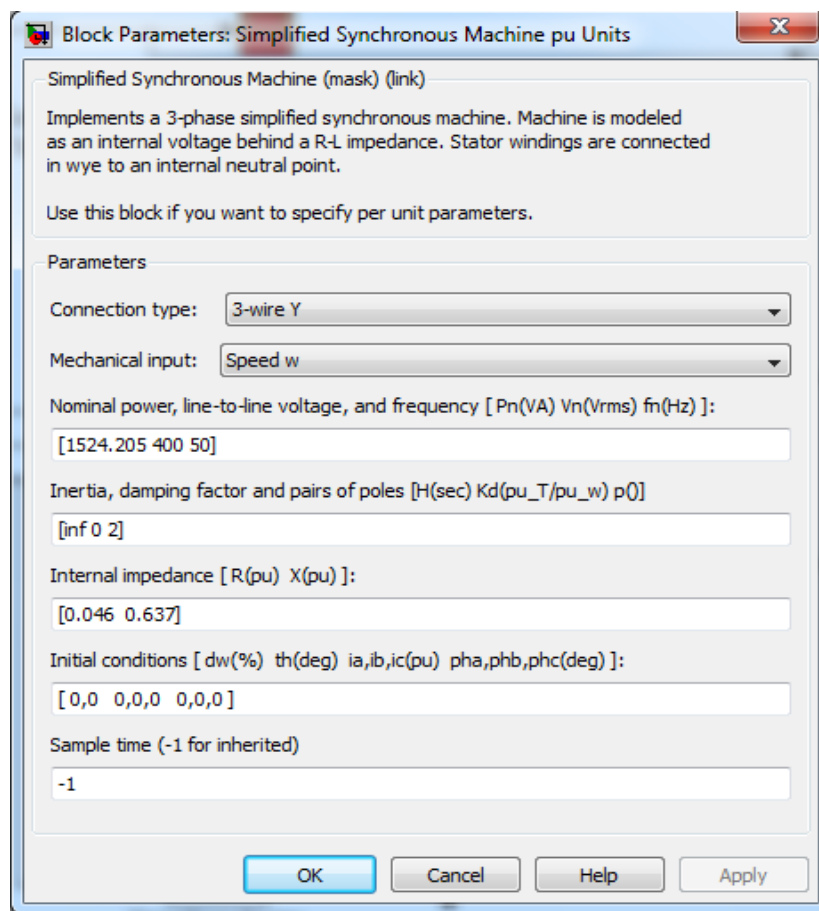 Block Parameters: Simplified Synchronous Machine pu Units
Simplified Synchronous Machine (mask) (link)
Implements a 3-phase simplified synchronous machine. Machine is modeled
as an internal voltage behind a R-L impedance. Stator windings are connected
in wye to an internal neutral point.
Use this block if you want to specify per unit parameters.
Parameters
Connection type: 3-wire Y
Mechanical input: Speed w
Nominal power, line-to-line voltage, and frequency [ Pn(VA) Vn(Vrms) fn(Hz) ]:
[1524.205 400 50]
Inertia, damping factor and pairs of poles [H(sec) Kd(pu_T/pu_w) p()]
[inf 0 2]
Internal impedance [ R(pu) X(pu) ]:
[0.046 0.637]
Initial conditions [ dw(%) th(deg) ia,ib,ic(pu) pha,phb,phc(deg) ]:
[ 0,0 0,0,0 0,0,0 ]
Sample time (-1 for inherited)
-1
OK Cancel Help Apply